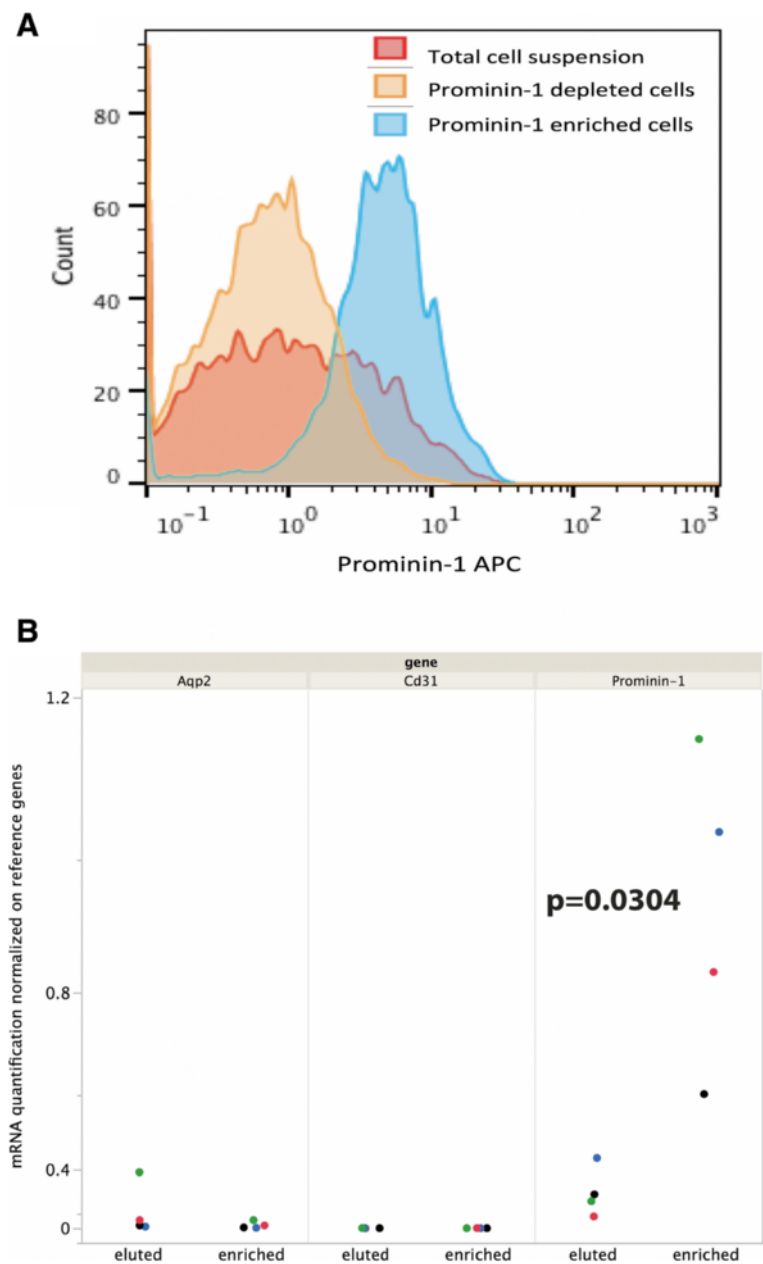 A
Total cell suspension
Prominin-1 depleted cells
Prominin-1 enriched cells
80
60
40
20
0
Count
10^-1 10^0 10^1 10^2 10^3
Prominin-1 APC
B
gene
Aqp2 Cd31 Prominin-1
1.2
0.8
0.4
0
mRNA quantification normalized on reference genes
p=0.0304
eluted enriched eluted enriched eluted enriched